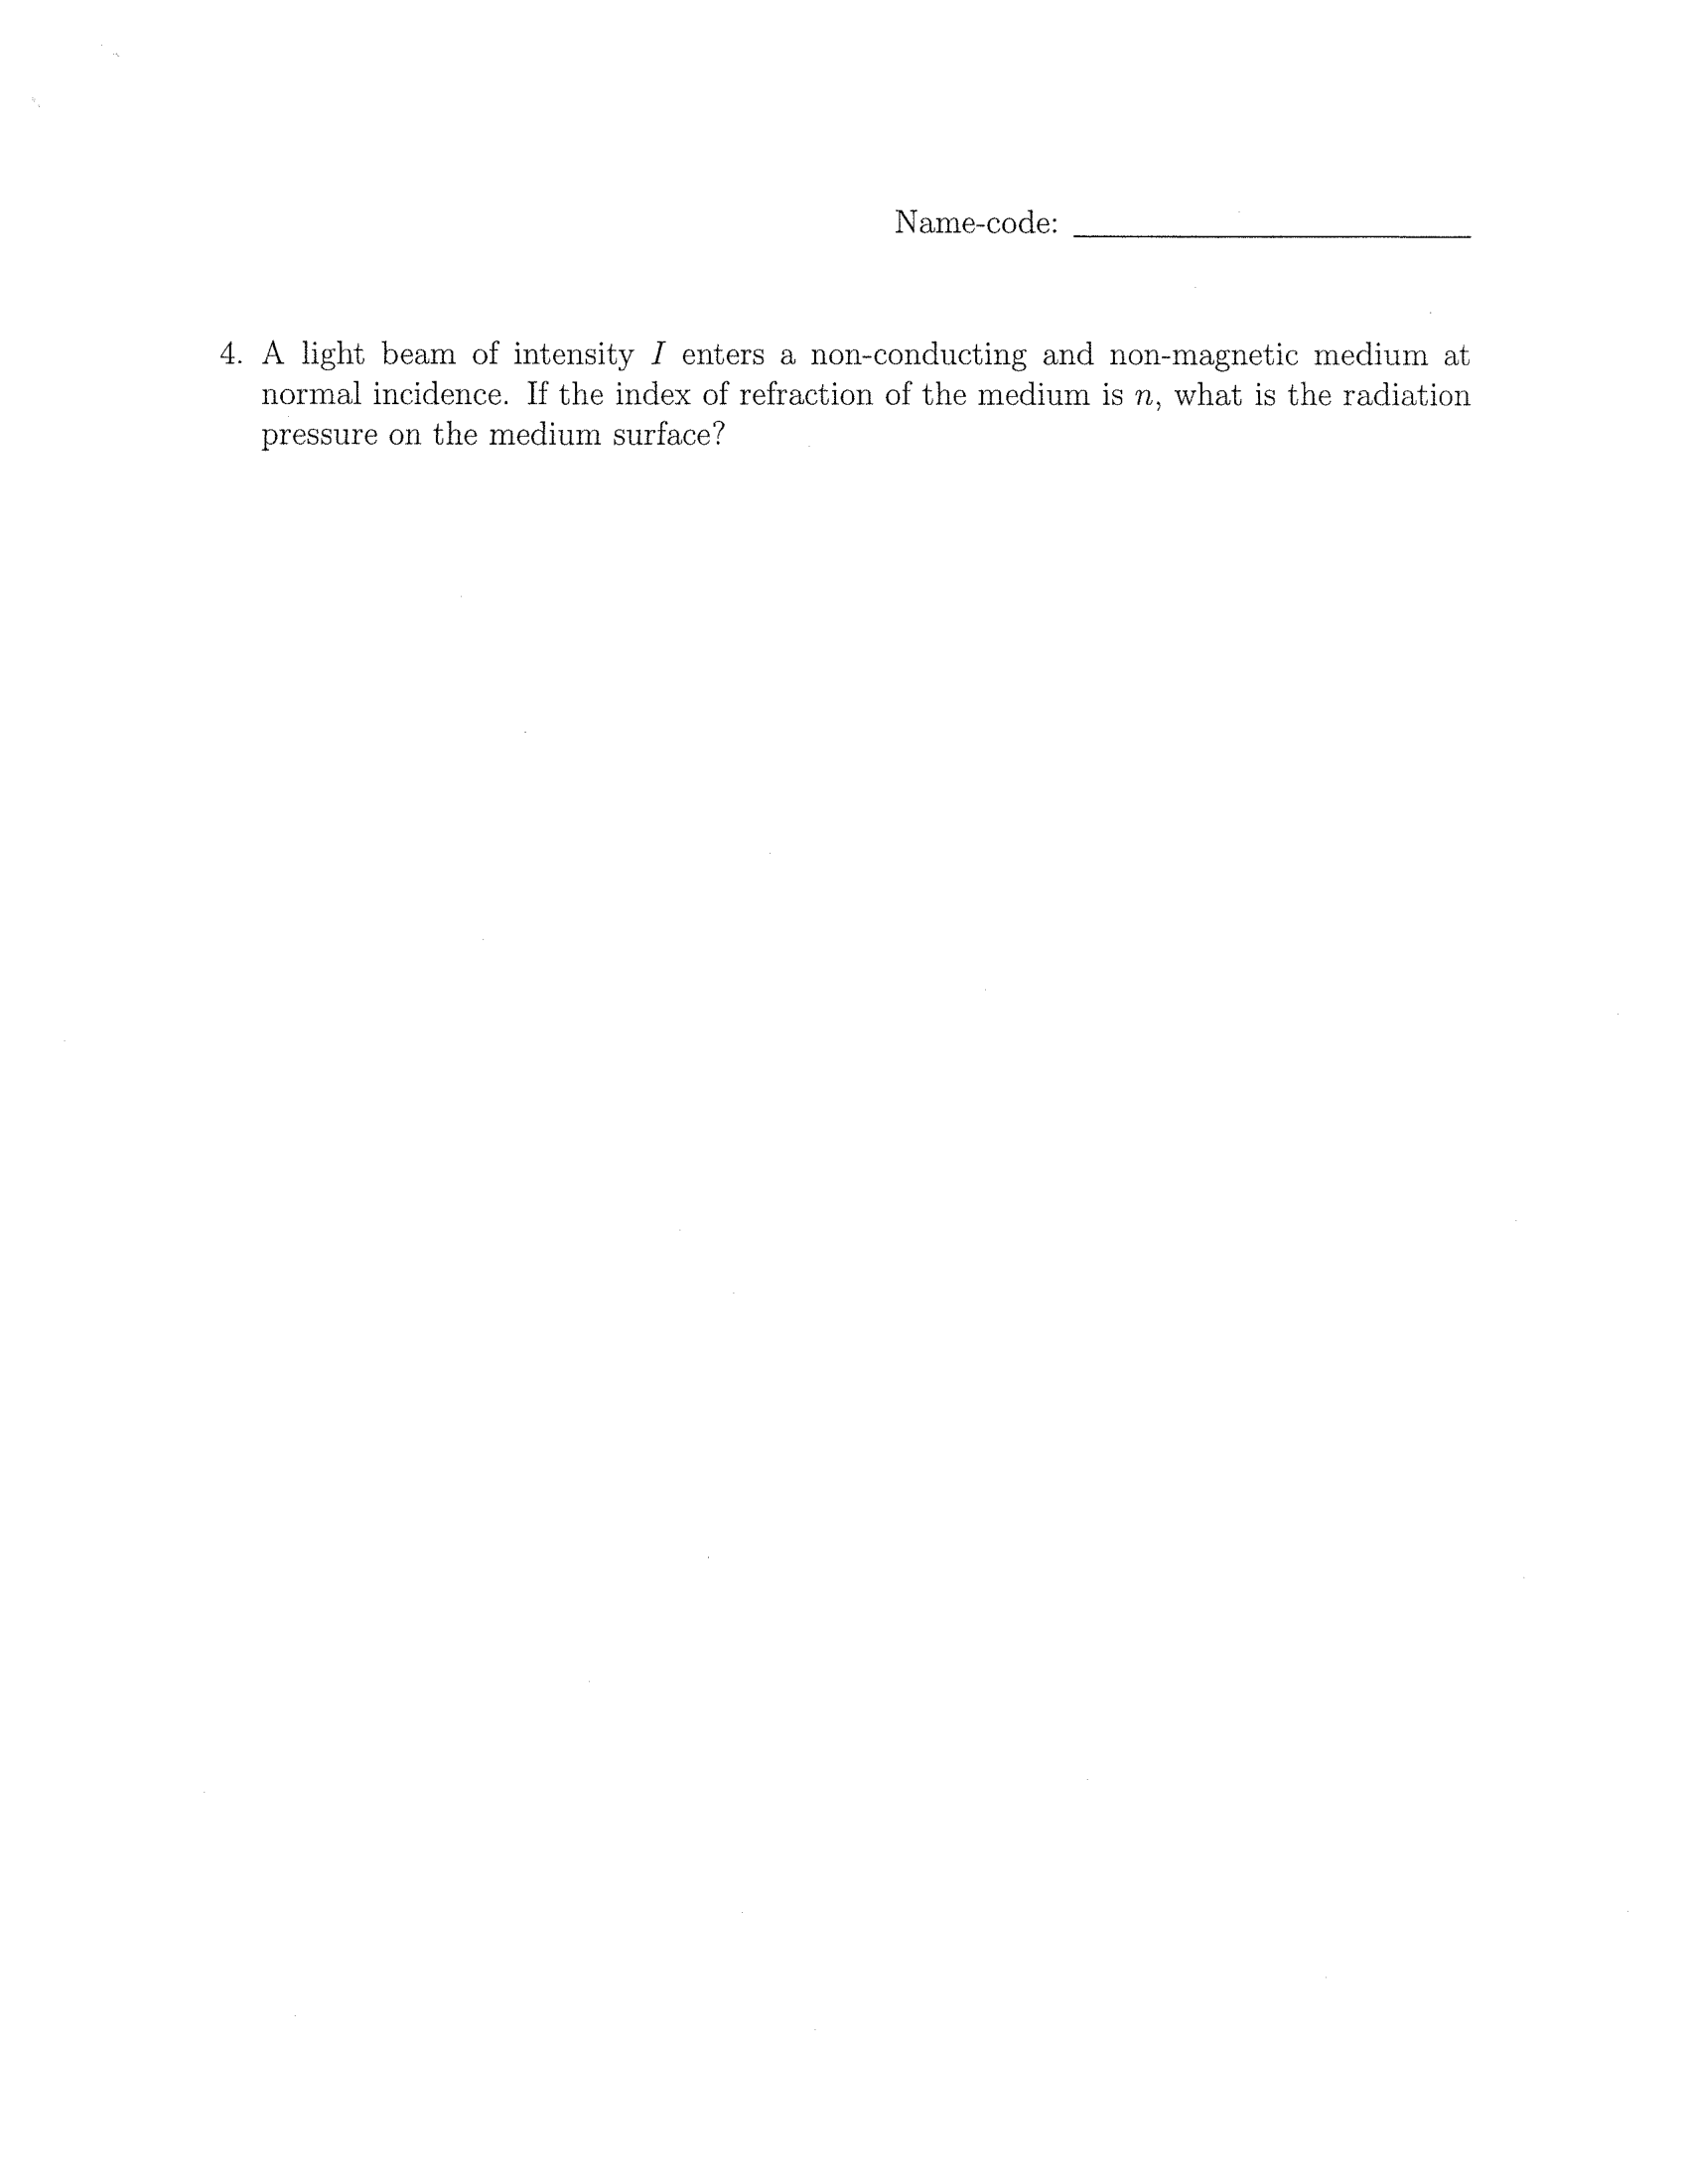 Name-code:
4. A light beam of intensity I enters a non-conducting and non-magnetic medium at
normal incidence. If the index of refraction of the medium is n, what is the radiation
pressure on the medium surface?